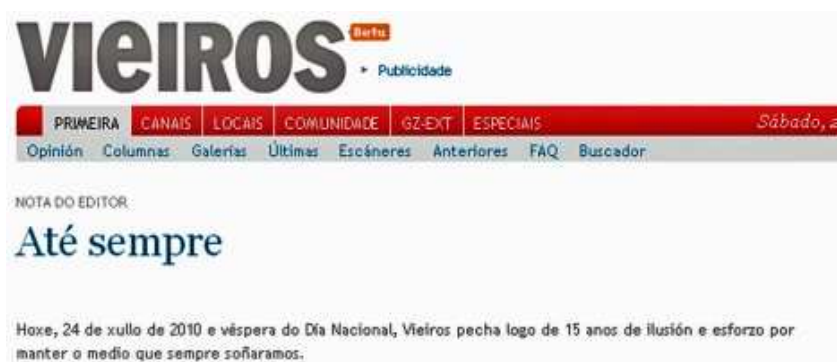 VIEIROS Beta
▸ Publicidade
PRIMEIRA CANAIS LOCAIS COMUNIDADE GZ-EXT ESPECIAIS Sábado,
Opinión Columnas Galerías Últimas Escáneres Anteriores FAQ Buscador
NOTA DO EDITOR
Até sempre
Hoxe, 24 de xullo de 2010 e véspera do Día Nacional, Vieiros pecha logo de 15 anos de ilusión e esforzo por
manter o medio que sempre soñaramos.